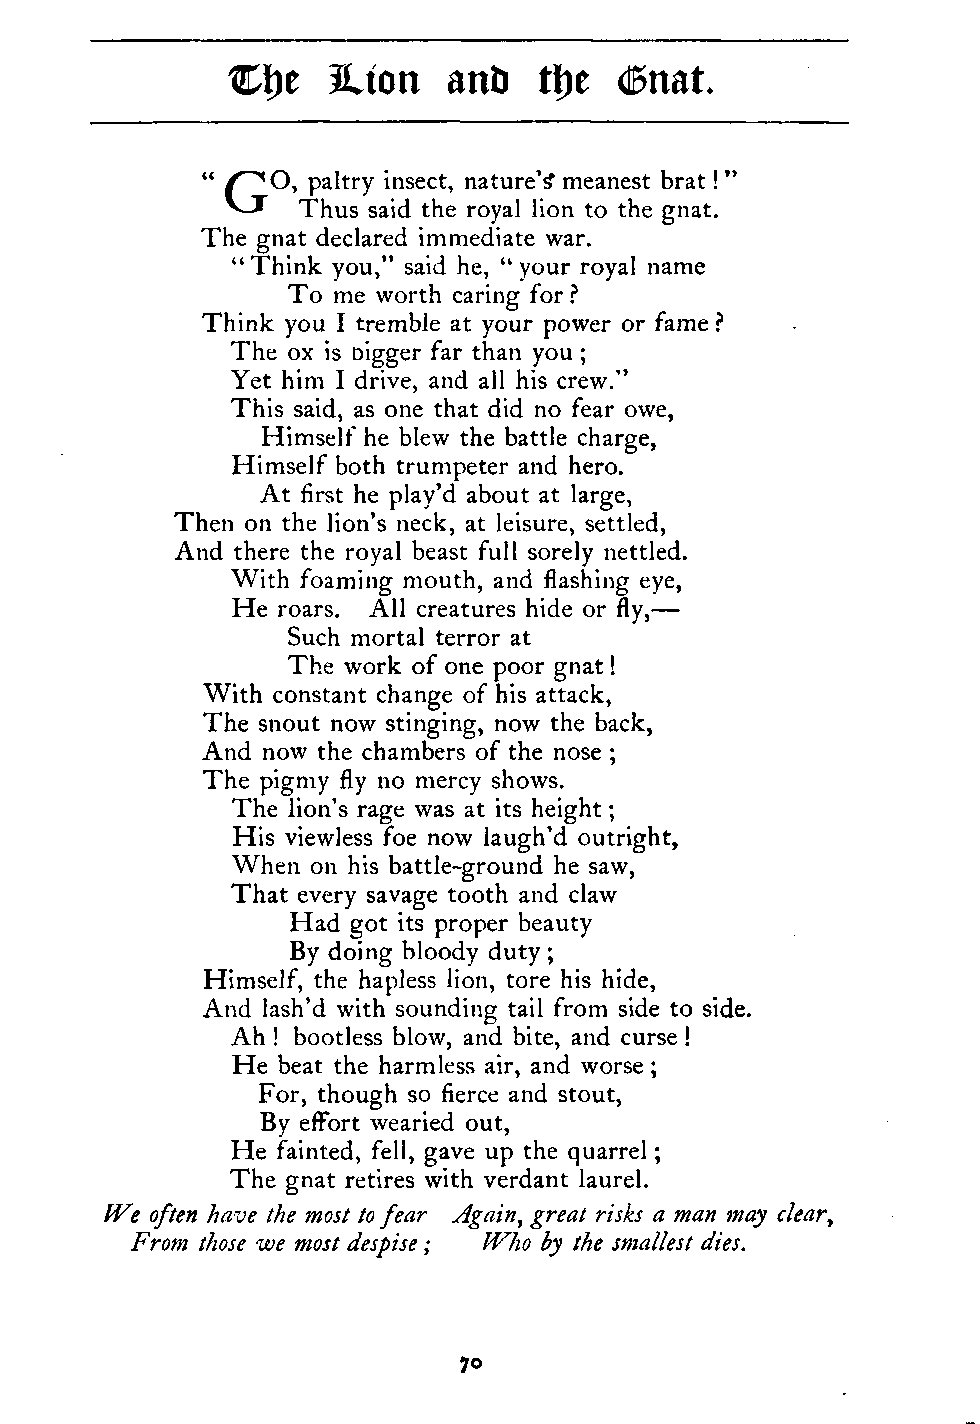 The Lion and the Gnat.
" GO, paltry insect, nature's meanest brat ! "
Thus said the royal lion to the gnat.
The gnat declared immediate war.
" Think you," said he, " your royal name
To me worth caring for ?
Think you I tremble at your power or fame ?
The ox is bigger far than you ;
Yet him I drive, and all his crew."
This said, as one that did no fear owe,
Himself he blew the battle charge,
Himself both trumpeter and hero.
At first he play'd about at large,
Then on the lion's neck, at leisure, settled,
And there the royal beast full sorely nettled.
With foaming mouth, and flashing eye,
He roars. All creatures hide or fly,—
Such mortal terror at
The work of one poor gnat !
With constant change of his attack,
The snout now stinging, now the back,
And now the chambers of the nose ;
The pigmy fly no mercy shows.
The lion's rage was at its height ;
His viewless foe now laugh'd outright,
When on his battle-ground he saw,
That every savage tooth and claw
Had got its proper beauty
By doing bloody duty ;
Himself, the hapless lion, tore his hide,
And lash'd with sounding tail from side to side.
Ah ! bootless blow, and bite, and curse !
He beat the harmless air, and worse ;
For, though so fierce and stout,
By effort wearied out,
He fainted, fell, gave up the quarrel ;
The gnat retires with verdant laurel.
We often have the most to fear
From those we most despise ;
Again, great risks a man may clear,
Who by the smallest dies.
70